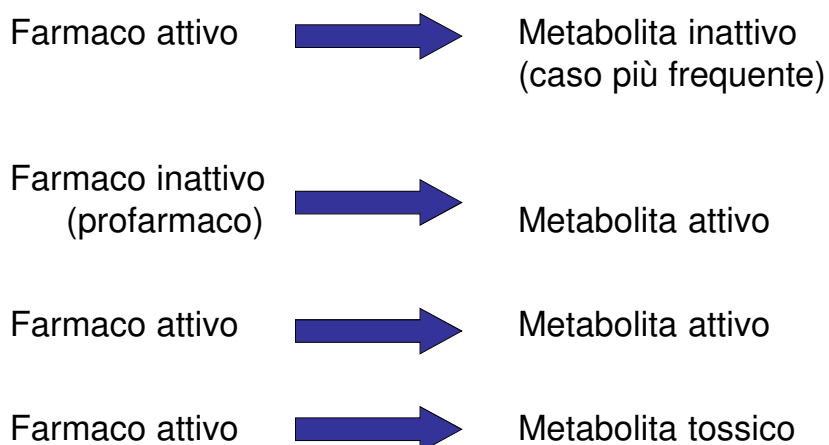 Farmaco attivo Metabolita inattivo
(caso più frequente)
Farmaco inattivo
(profarmaco) Metabolita attivo
Farmaco attivo Metabolita attivo
Farmaco attivo Metabolita tossico